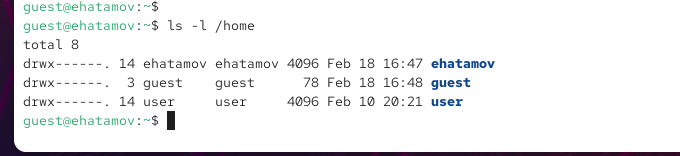 guest@ehatamov:~$
guest@ehatamov:~$ ls -l /home
total 8
drwx------. 14 ehatamov ehatamov 4096 Feb 18 16:47 ehatamov
drwx------.  3 guest    guest      78 Feb 18 16:48 guest
drwx------. 14 user     user     4096 Feb 10 20:21 user
guest@ehatamov:~$